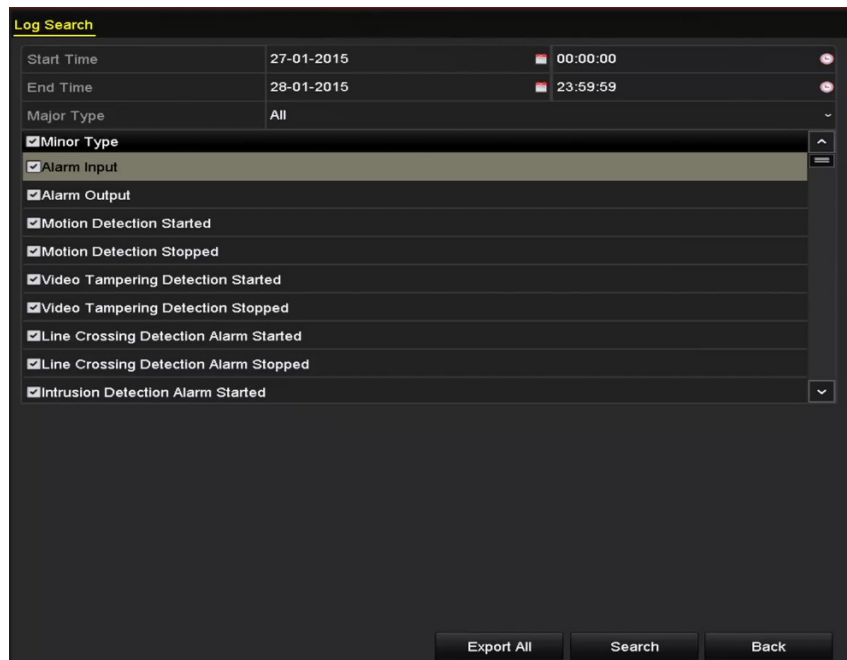 Log Search
Start Time 27-01-2015 00:00:00
End Time 28-01-2015 23:59:59
Major Type All
Minor Type
Alarm Input
Alarm Output
Motion Detection Started
Motion Detection Stopped
Video Tampering Detection Started
Video Tampering Detection Stopped
Line Crossing Detection Alarm Started
Line Crossing Detection Alarm Stopped
Intrusion Detection Alarm Started
Export All Search Back